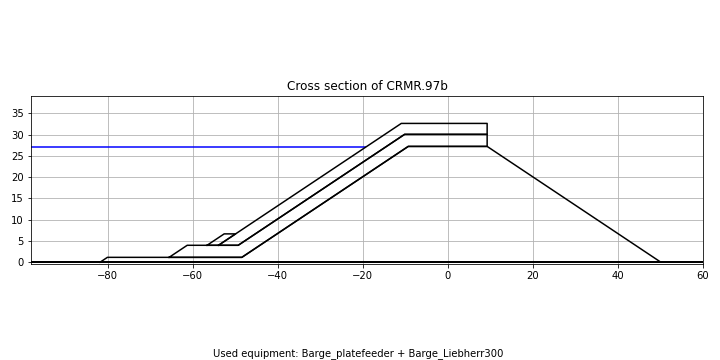 Cross section of CRMR.97b
35
30
25
20
15
10
5
0
−80 −60 −40 −20 0 20 40 60
Used equipment: Barge_platefeeder + Barge_Liebherr300